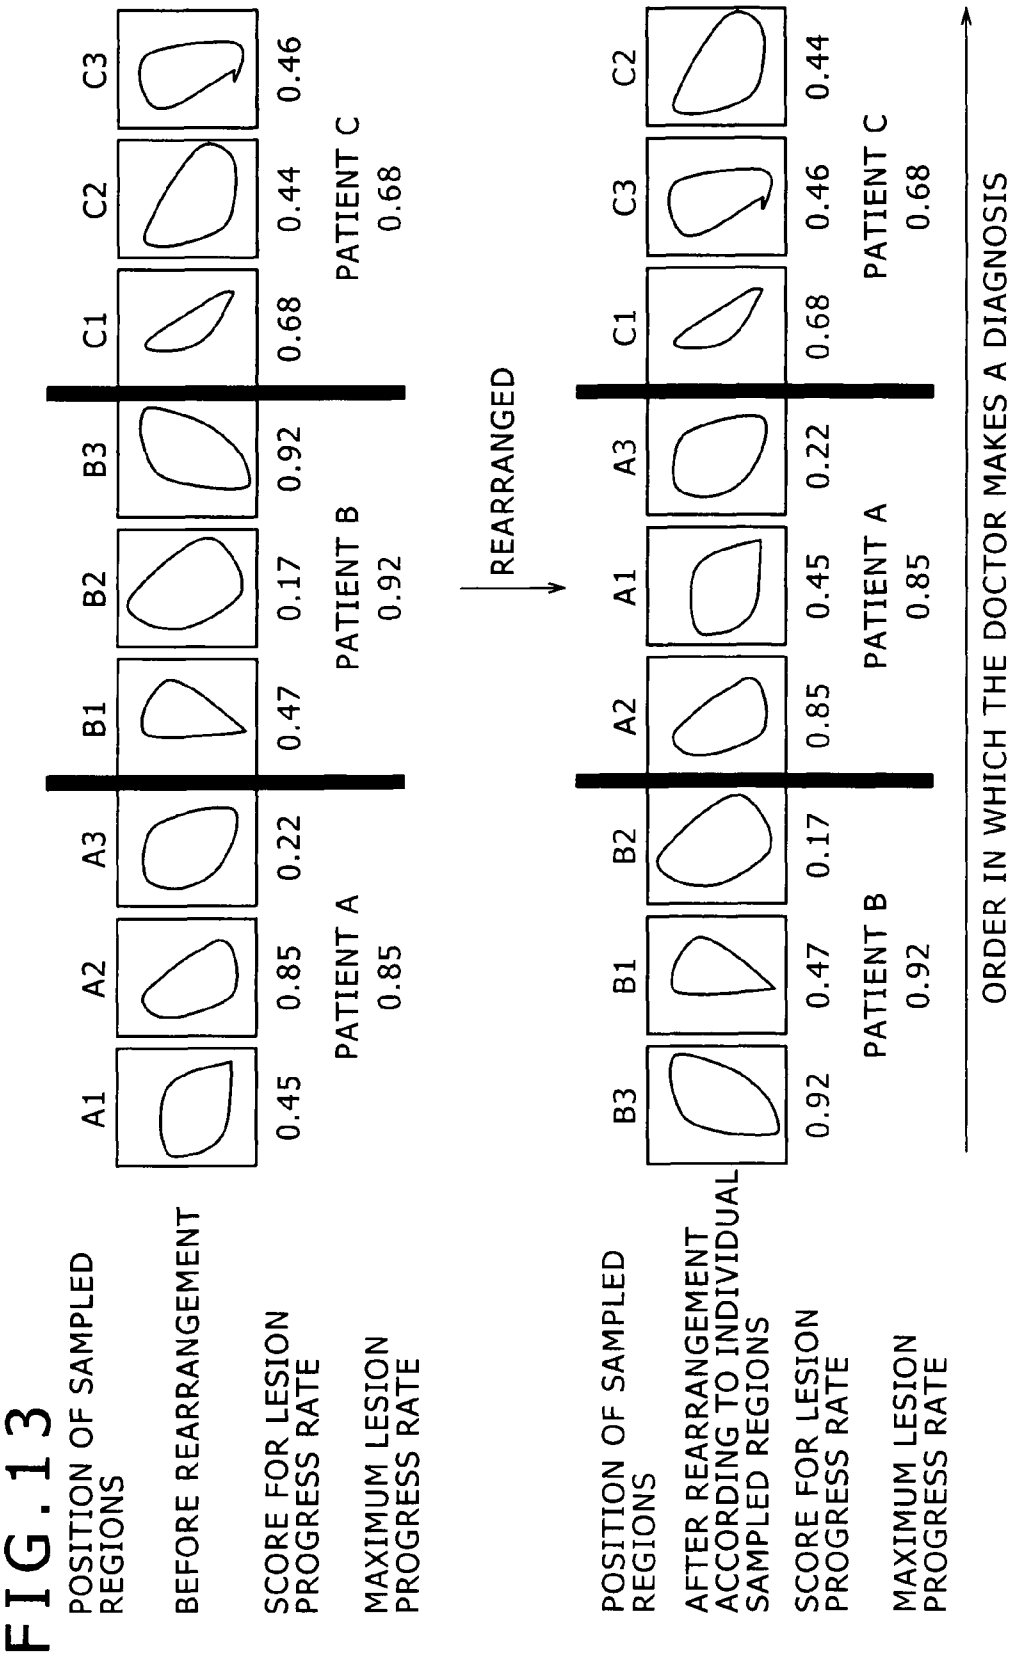 FIG.13
POSITION OF SAMPLED
REGIONS
A1 A2 A3 B1 B2 B3 C1 C2 C3
BEFORE REARRANGEMENT
SCORE FOR LESION
PROGRESS RATE
0.45 0.85 0.22 0.47 0.17 0.92 0.68 0.44 0.46
PATIENT A PATIENT B PATIENT C
MAXIMUM LESION
PROGRESS RATE
0.85 0.92 0.68
REARRANGED
POSITION OF SAMPLED
REGIONS
B3 B1 B2 A2 A1 A3 C1 C3 C2
AFTER REARRANGEMENT
ACCORDING TO INDIVIDUAL
SAMPLED REGIONS
SCORE FOR LESION
PROGRESS RATE
0.92 0.47 0.17 0.85 0.45 0.22 0.68 0.46 0.44
PATIENT B PATIENT A PATIENT C
MAXIMUM LESION
PROGRESS RATE
0.92 0.85 0.68
ORDER IN WHICH THE DOCTOR MAKES A DIAGNOSIS